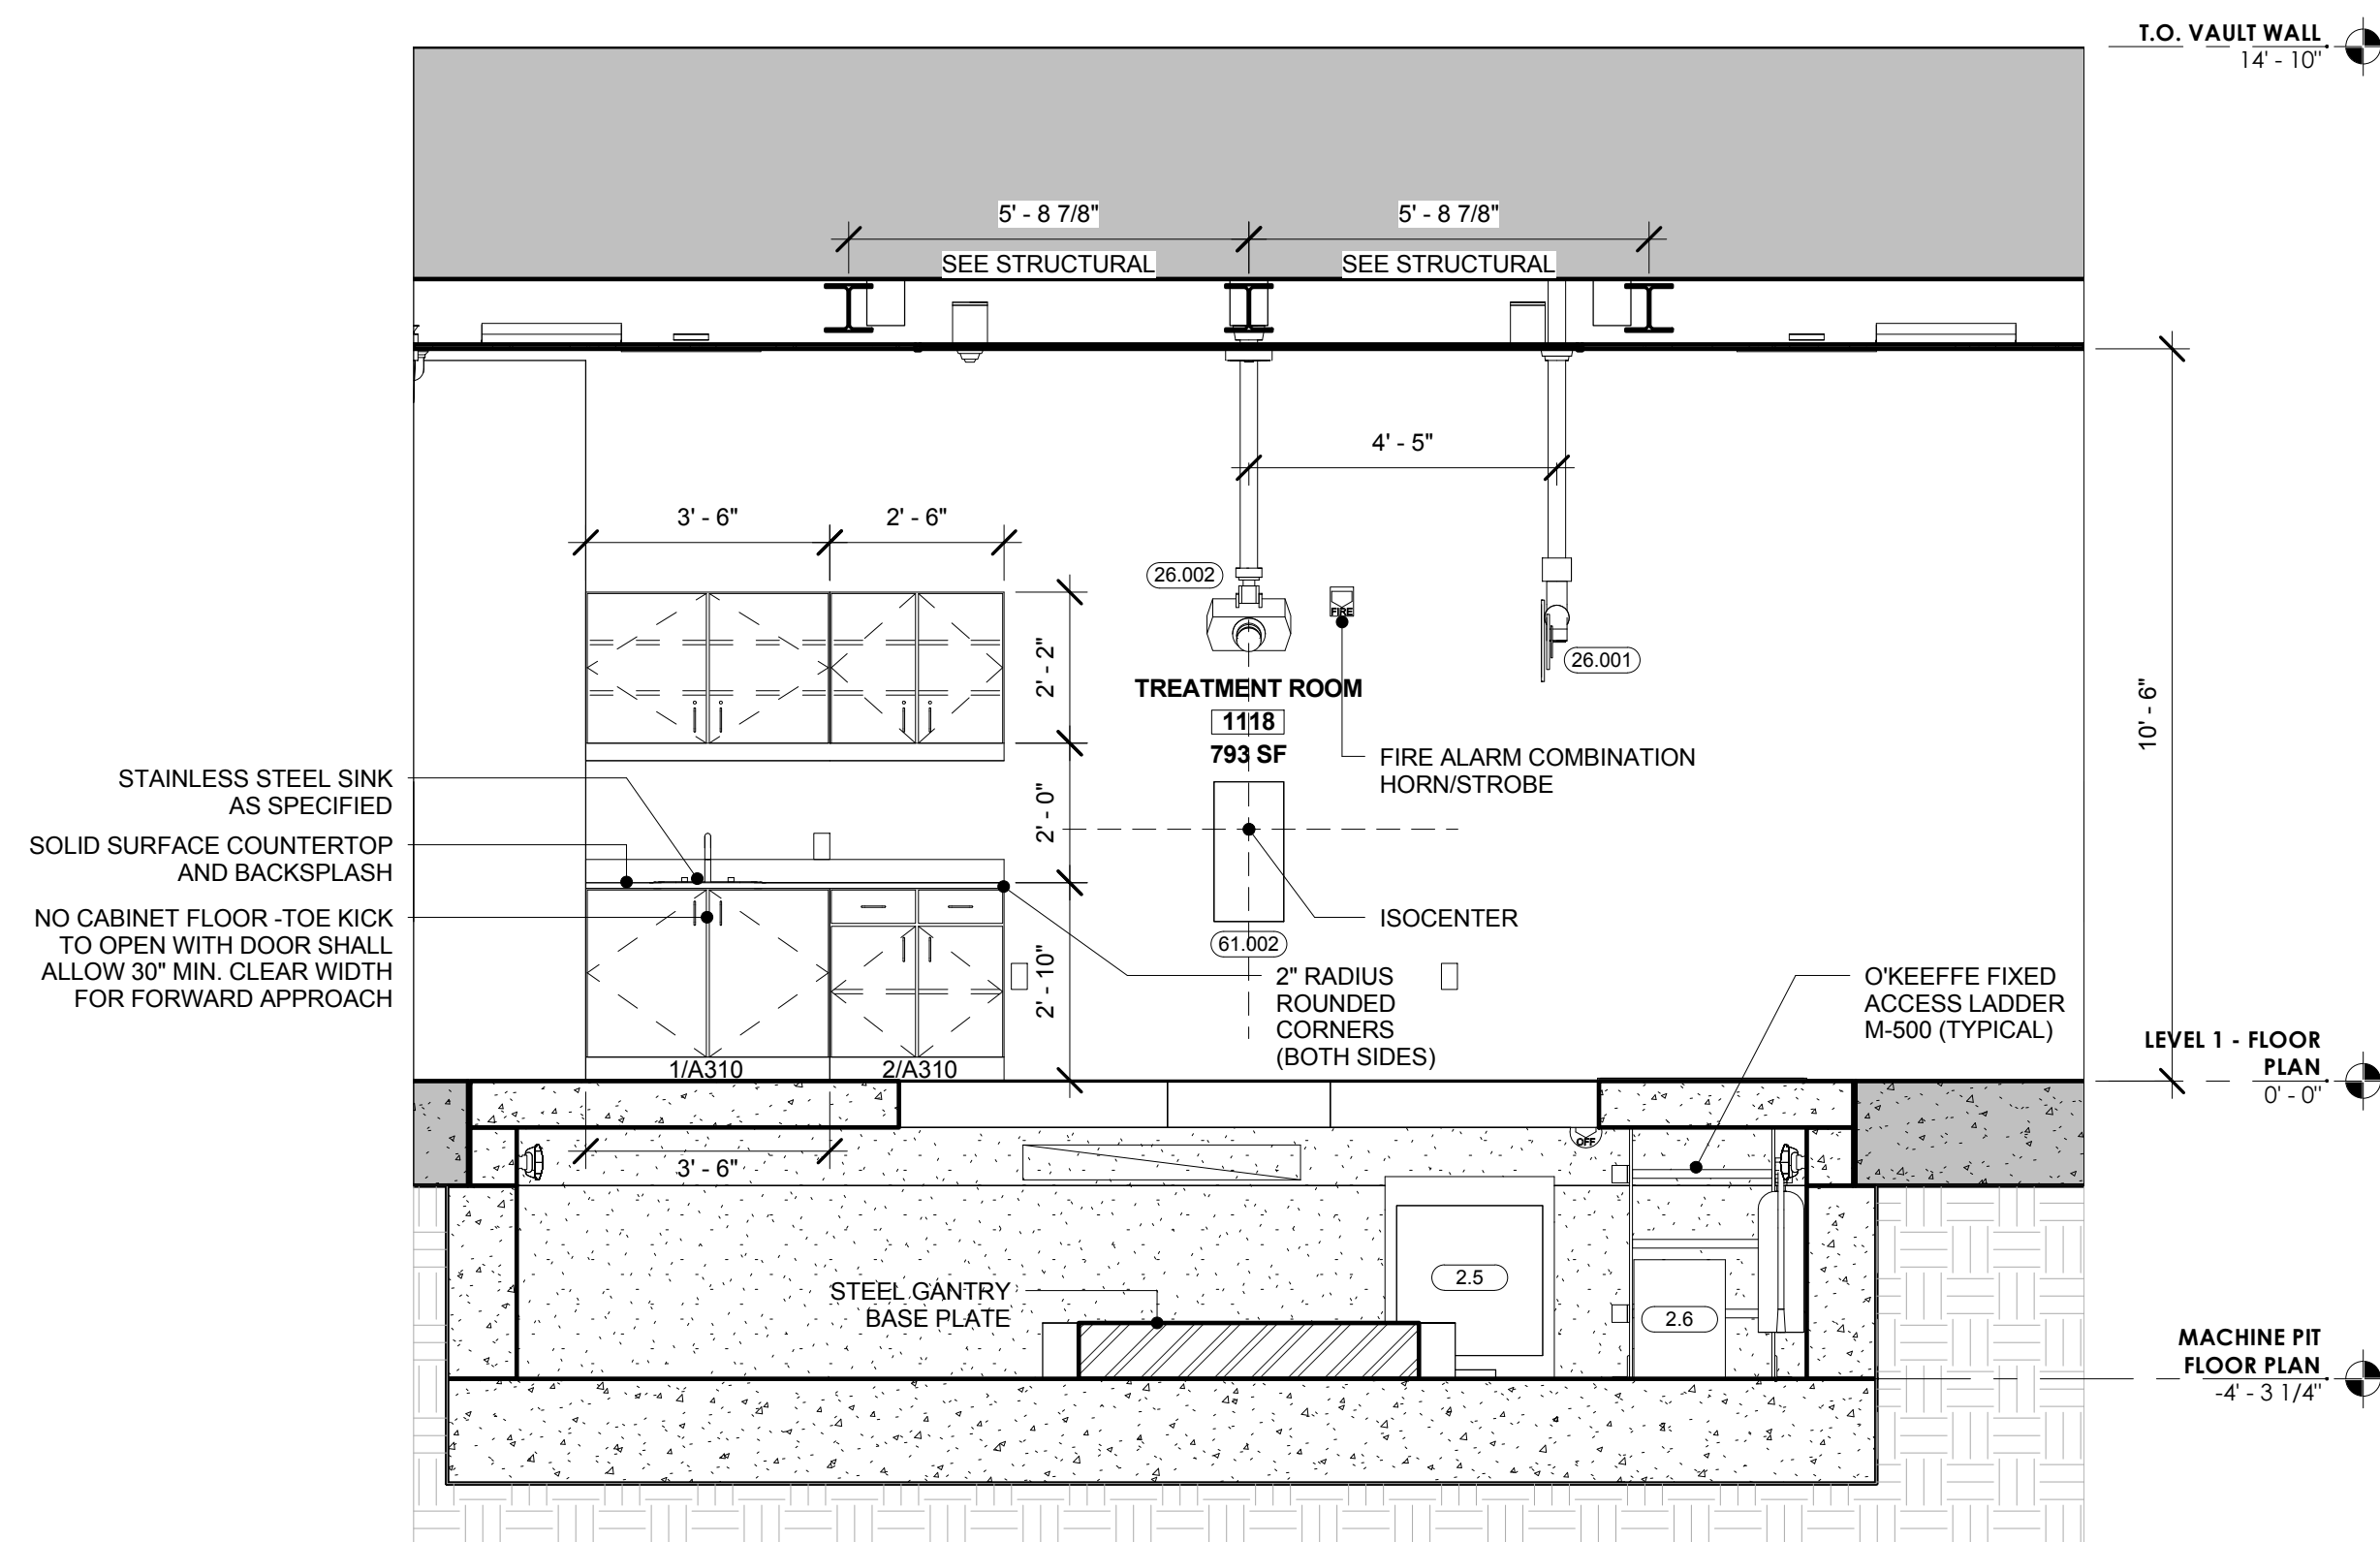 T.O. VAULT WALL
14' - 10"
5' - 8 7/8"
5' - 8 7/8"
SEE STRUCTURAL
SEE STRUCTURAL
4' - 5"
3' - 6"
2' - 6"
26.002
FIRE
2' - 2"
26.001
TREATMENT ROOM
1118
793 SF
10' - 6"
FIRE ALARM COMBINATION
HORN/STROBE
STAINLESS STEEL SINK
AS SPECIFIED
2' - 0"
SOLID SURFACE COUNTERTOP
AND BACKSPLASH
NO CABINET FLOOR -TOE KICK
TO OPEN WITH DOOR SHALL
ALLOW 30" MIN. CLEAR WIDTH
FOR FORWARD APPROACH
ISOCENTER
61.002
2' - 10"
2" RADIUS
ROUNDED
CORNERS
(BOTH SIDES)
O'KEEFFE FIXED
ACCESS LADDER
M-500 (TYPICAL)
1/A310
2/A310
LEVEL 1 - FLOOR
PLAN
0' - 0"
OFF
3' - 6"
STEEL GANTRY
BASE PLATE
2.5
2.6
MACHINE PIT
FLOOR PLAN
-4' - 3 1/4"